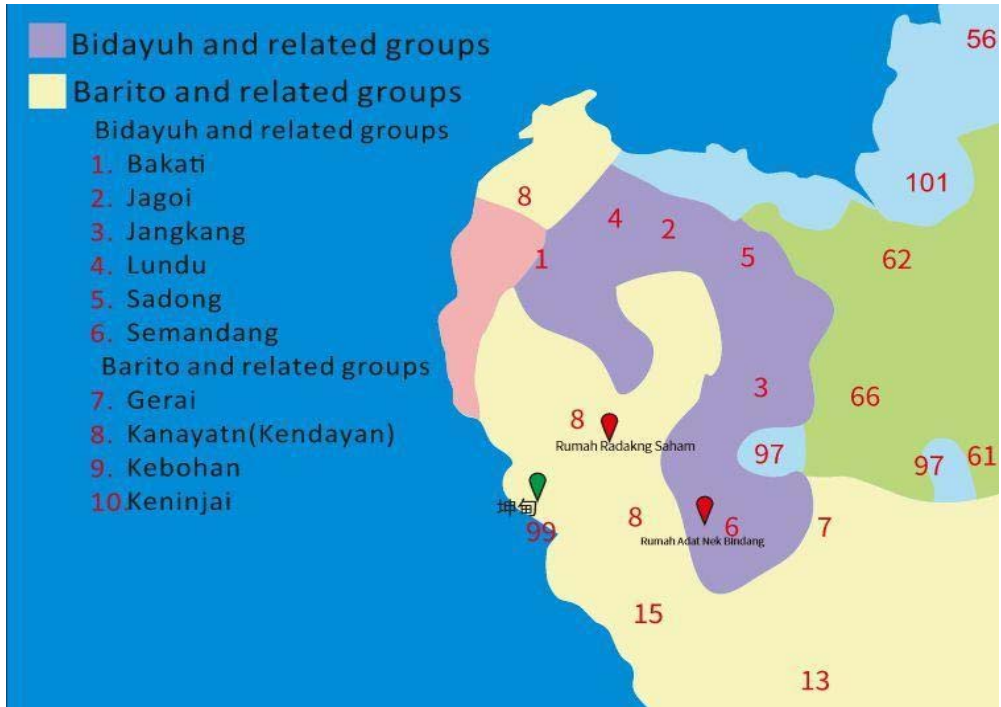 Bidayuh and related groups
Barito and related groups
Bidayuh and related groups
1. Bakati
2. Jagoi
3. Jangkang
4. Lundu
5. Sadong
6. Semandang
Barito and related groups
7. Gerai
8. Kanayatn(Kendayan)
9. Kebohan
10.Keninjai
56
101
8
4
2
1
5
62
3
66
8
Rumah Radakng Saham
97
97
61
坤甸
99
8
6
7
Rumah Adat Nek Bindang
15
13